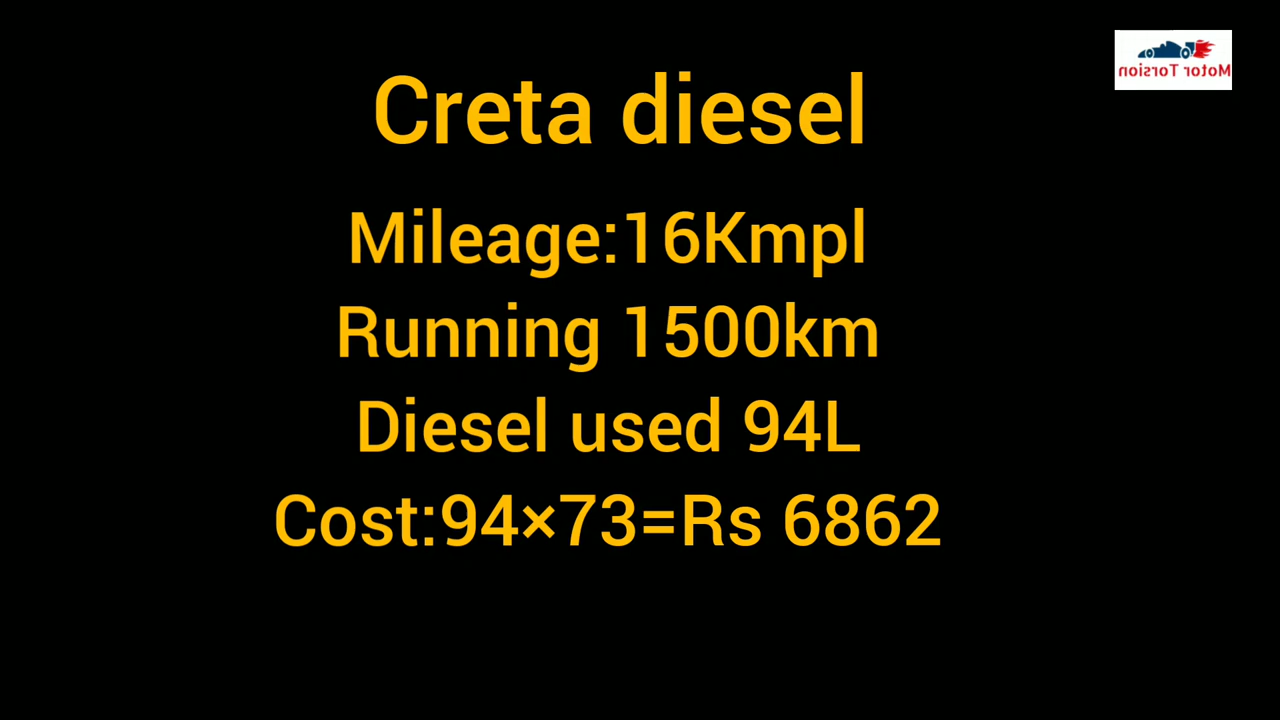 Creta diesel
Motor Torsion
Mileage:16Kmpl
Running 1500km
Diesel used 94L
Cost:94×73=Rs 6862